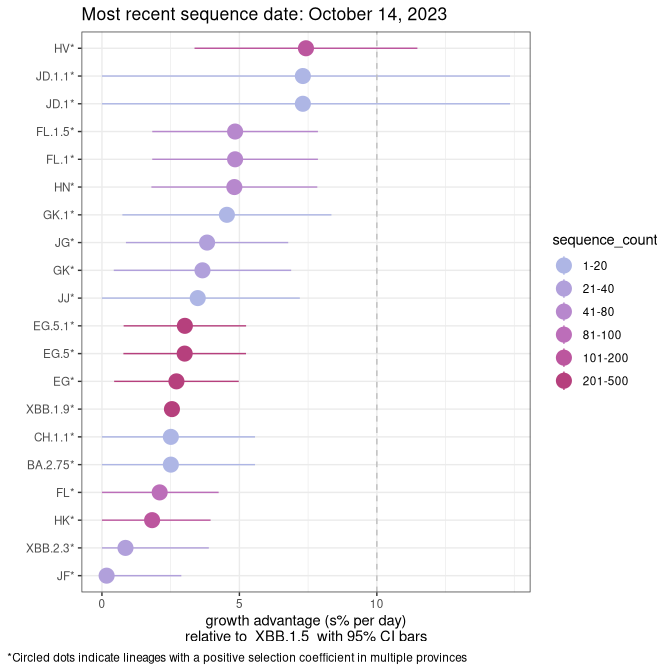 Most recent sequence date: October 14, 2023
HV*
JD.1.1*
JD.1*
FL.1.5*
FL.1*
HN*
GK.1*
JG*
GK*
JJ*
EG.5.1*
EG.5*
EG*
XBB.1.9*
CH.1.1*
BA.2.75*
FL*
HK*
XBB.2.3*
JF*
0 5 10
growth advantage (s% per day)
relative to XBB.1.5 with 95% CI bars
sequence_count
1-20
21-40
41-80
81-100
101-200
201-500
*Circled dots indicate lineages with a positive selection coefficient in multiple provinces